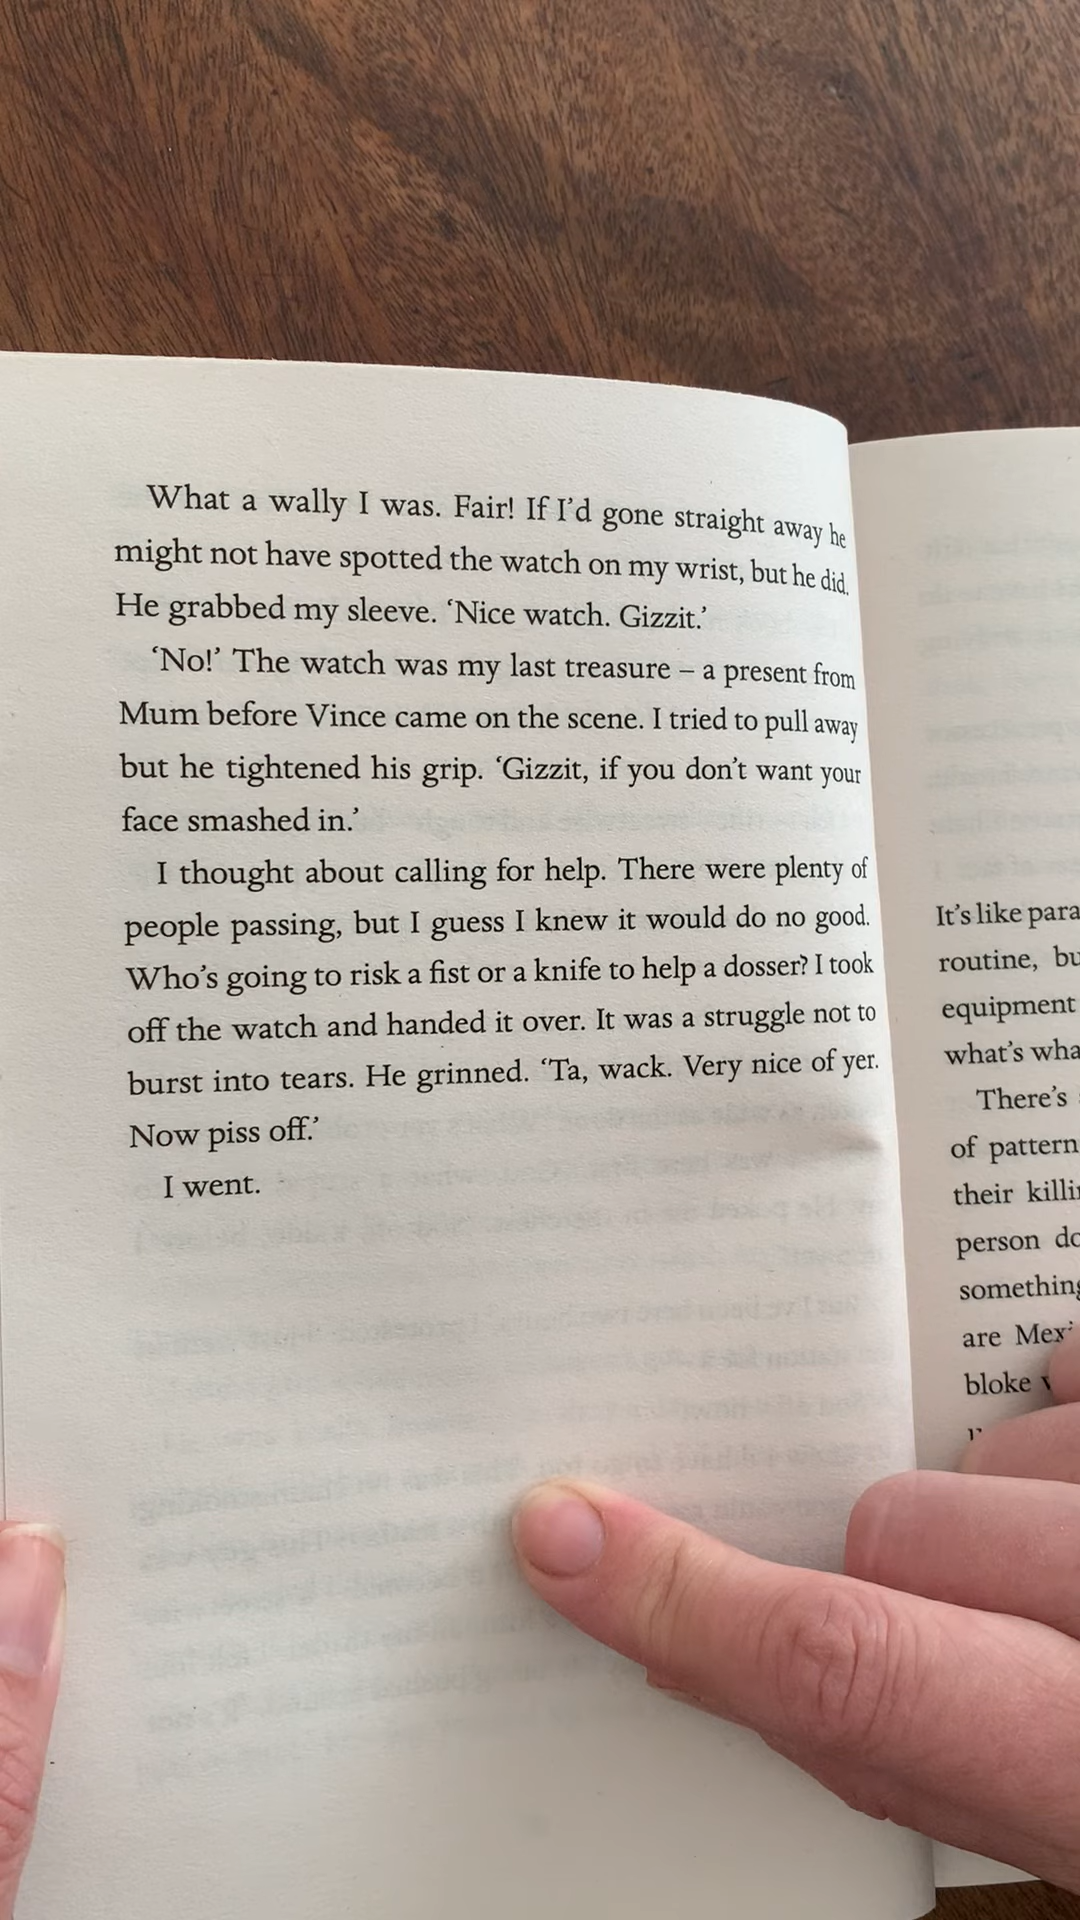 What a wally I was. Fair! If I’d gone straight away he
might not have spotted the watch on my wrist, but he did.
He grabbed my sleeve. ‘Nice watch. Gizzit.’
‘No!’ The watch was my last treasure – a present from
Mum before Vince came on the scene. I tried to pull away
but he tightened his grip. ‘Gizzit, if you don’t want your
face smashed in.’
I thought about calling for help. There were plenty of
people passing, but I guess I knew it would do no good.
Who’s going to risk a fist or a knife to help a dosser? I took
off the watch and handed it over. It was a struggle not to
burst into tears. He grinned. ‘Ta, wack. Very nice of yer.
Now piss off.’
I went.
It’s like para
routine, bu
equipment
what’s wha
There’s
of pattern
their killi
person do
something
are Mexi
bloke